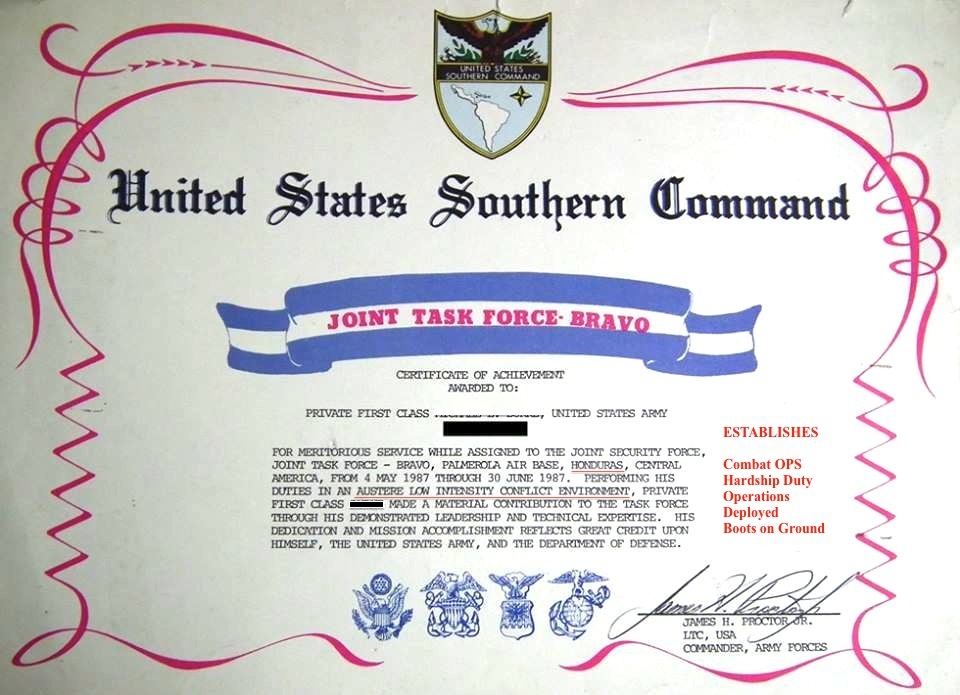 UNITED STATES
SOUTHERN COMMAND
United States Southern Command
JOINT TASK FORCE- BRAVO
CERTIFICATE OF ACHIEVEMENT
AWARDED TO:
PRIVATE FIRST CLASS UNITED STATES ARMY
FOR MERITORIOUS SERVICE WHILE ASSIGNED TO THE JOINT SECURITY FORCE,
JOINT TASK FORCE - BRAVO, PALMEROLA AIR BASE, HONDURAS, CENTRAL
AMERICA, FROM 4 MAY 1987 THROUGH 30 JUNE 1987. PERFORMING HIS
DUTIES IN AN AUSTERE LOW INTENSITY CONFLICT ENVIRONMENT, PRIVATE
FIRST CLASS MADE A MATERIAL CONTRIBUTION TO THE TASK FORCE
THROUGH HIS DEMONSTRATED LEADERSHIP AND TECHNICAL EXPERTISE. HIS
DEDICATION AND MISSION ACCOMPLISHMENT REFLECTS GREAT CREDIT UPON
HIMSELF, THE UNITED STATES ARMY, AND THE DEPARTMENT OF DEFENSE.
ESTABLISHES
Combat OPS
Hardship Duty
Operations
Deployed
Boots on Ground
James H. Proctor Jr
JAMES H. PROCTOR JR.
LTC, USA
COMMANDER, ARMY FORCES